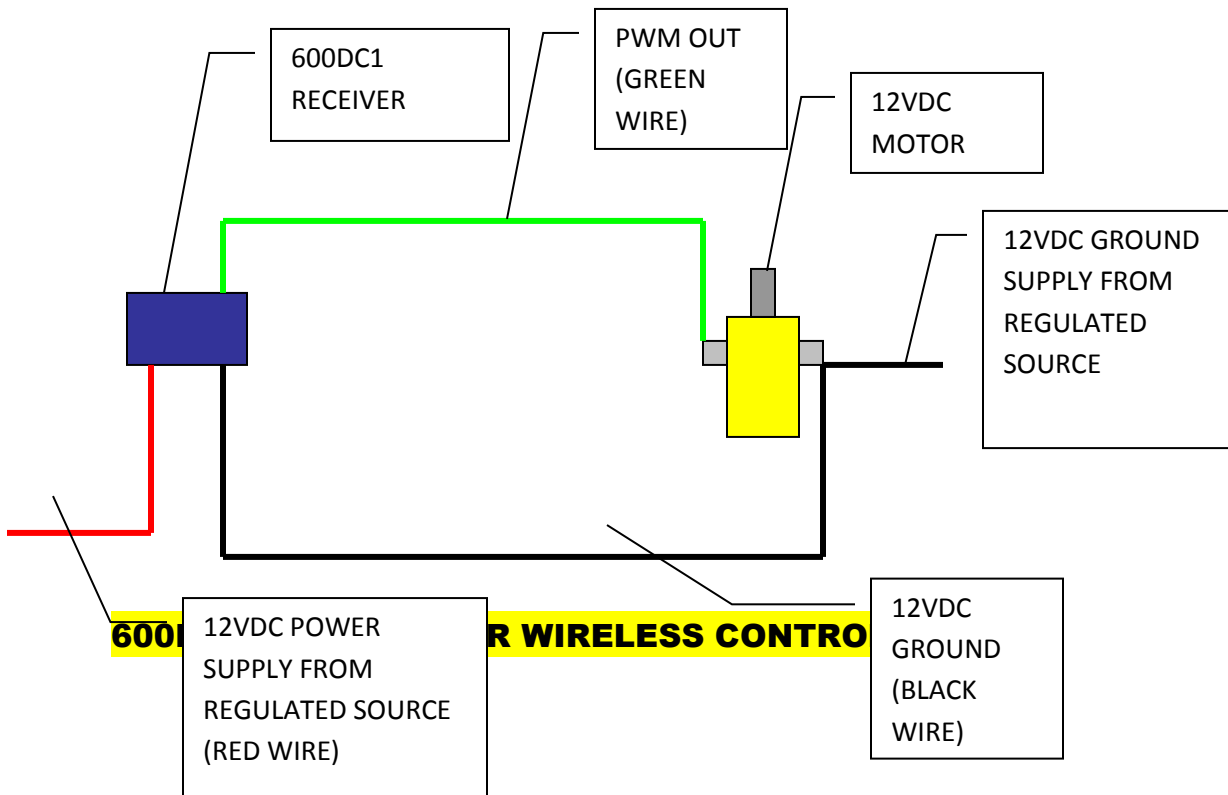 600DC1
RECEIVER
PWM OUT
(GREEN
WIRE)
12VDC
MOTOR
12VDC GROUND
SUPPLY FROM
REGULATED
SOURCE
R WIRELESS CONTRO
12VDC POWER
SUPPLY FROM
REGULATED SOURCE
(RED WIRE)
12VDC
GROUND
(BLACK
WIRE)